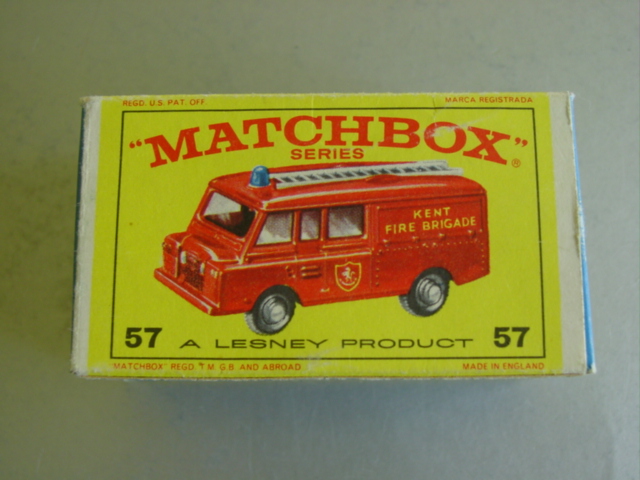 REGD. U.S. PAT. OFF
MARCA REGISTRADA
"MATCHBOX"®
SERIES
KENT
FIRE BRIGADE
57 A LESNEY PRODUCT 57
MATCHBOX" REGD. T.M. G.B. AND ABROAD
MADE IN ENGLAND